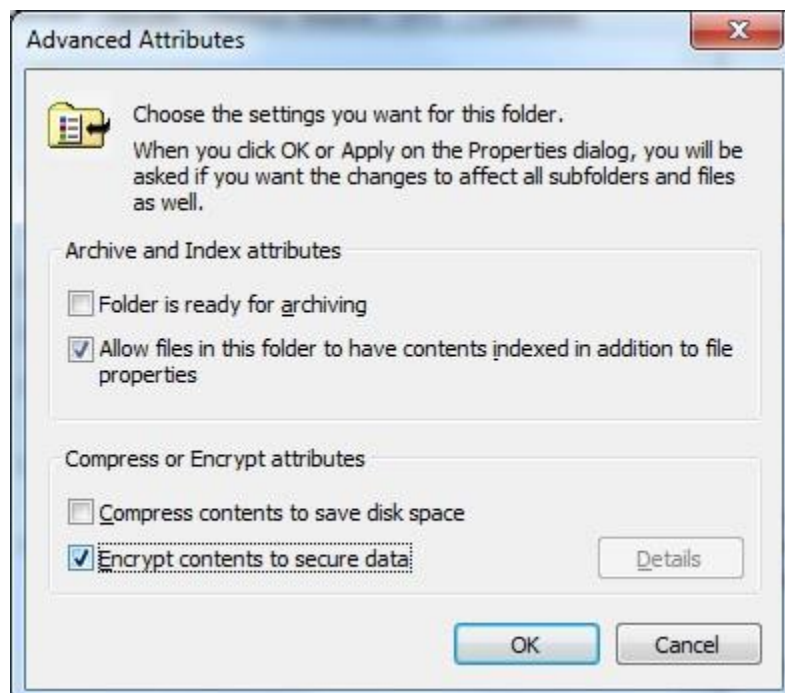 Advanced Attributes
Choose the settings you want for this folder.
When you click OK or Apply on the Properties dialog, you will be
asked if you want the changes to affect all subfolders and files
as well.
Archive and Index attributes
Folder is ready for archiving
Allow files in this folder to have contents indexed in addition to file
properties
Compress or Encrypt attributes
Compress contents to save disk space
Encrypt contents to secure data
Details
OK
Cancel